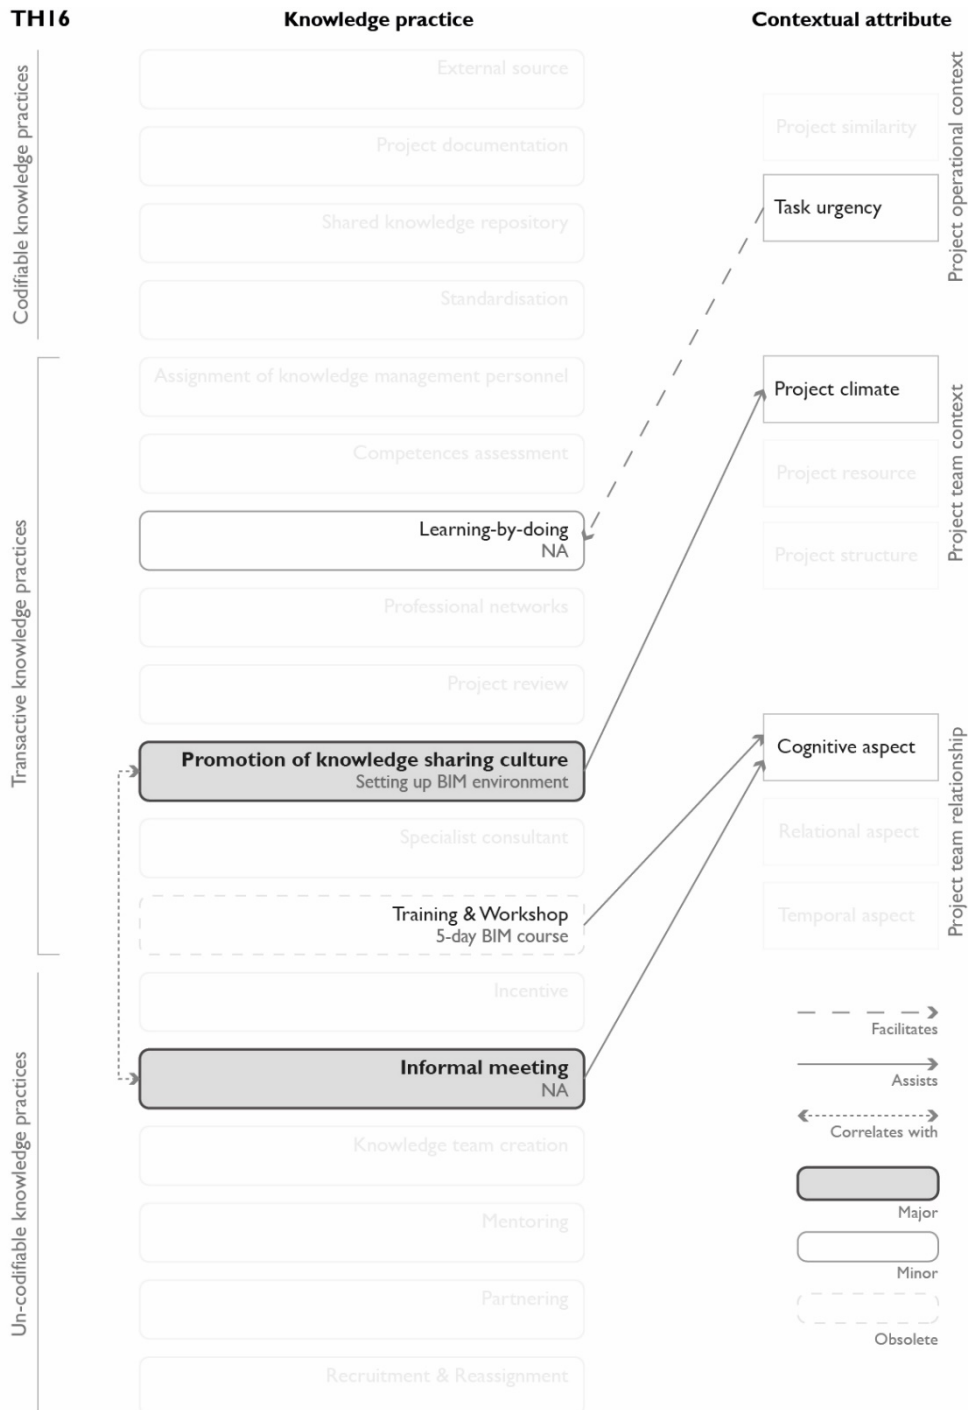 TH16
Knowledge practice
Contextual attribute
Codifiable knowledge practices
External source
Project documentation
Shared knowledge repository
Standardisation
Transactive knowledge practices
Assignment of knowledge management personnel
Competences assessment
Learning-by-doing
NA
Professional networks
Project review
Promotion of knowledge sharing culture
Setting up BIM environment
Specialist consultant
Training & Workshop
5-day BIM course
Un-codifiable knowledge practices
Incentive
Informal meeting
NA
Knowledge team creation
Mentoring
Partnering
Recruitment & Reassignment
Project operational context
Project similarity
Task urgency
Project team context
Project climate
Project resource
Project structure
Project team relationship
Cognitive aspect
Relational aspect
Temporal aspect
Facilitates
Assists
Correlates with
Major
Minor
Obsolete